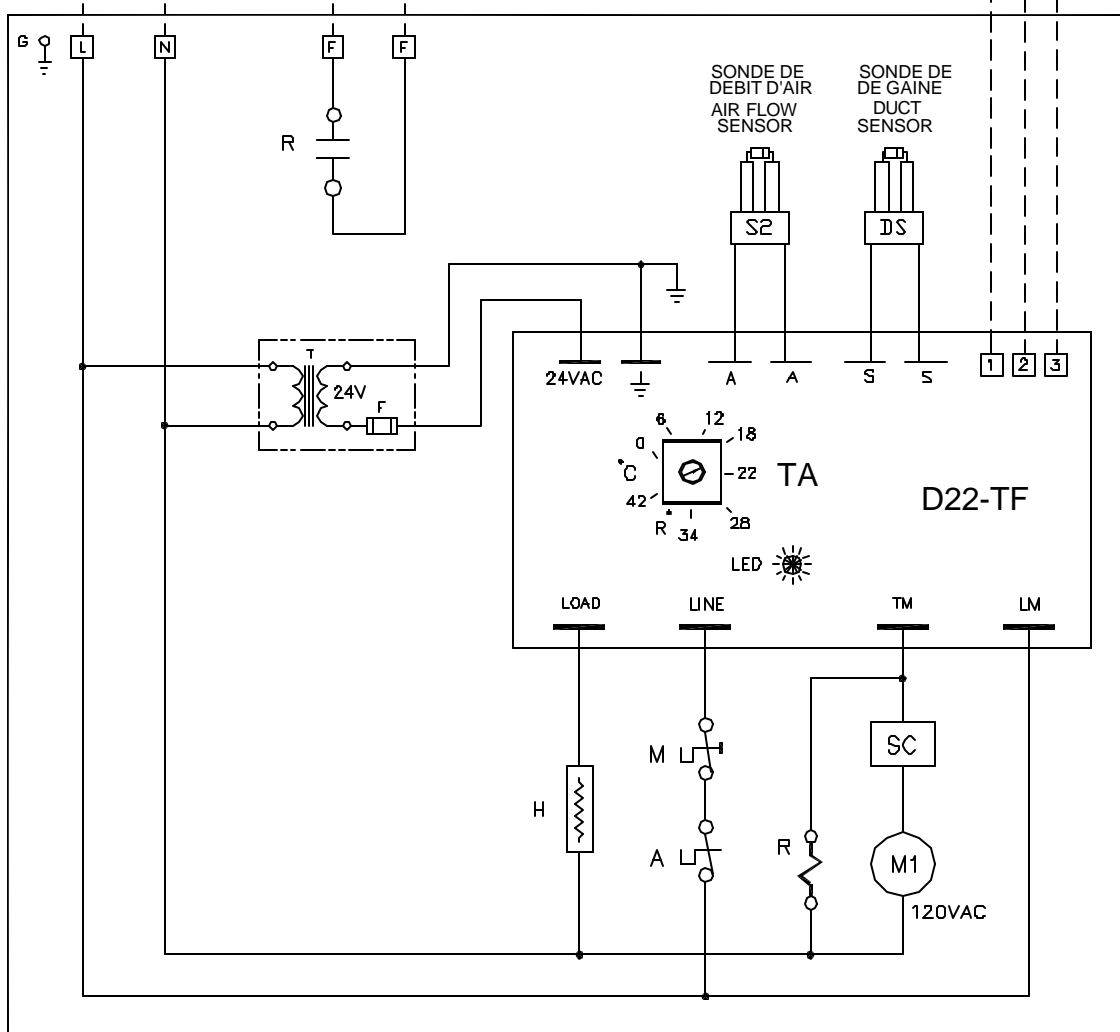 G
L
N
F
F
R
SONDE DE
DEBIT D'AIR
AIR FLOW
SENSOR
SONDE DE
DE GAINE
DUCT
SENSOR
S2
DS
T
24V
F
24VAC
A
A
S
S
1
2
3
6
12
0
18
°C
22
TA
42
28
R
34
D22-TF
LED
LOAD
LINE
TM
LM
M
SC
H
A
R
M1
120VAC